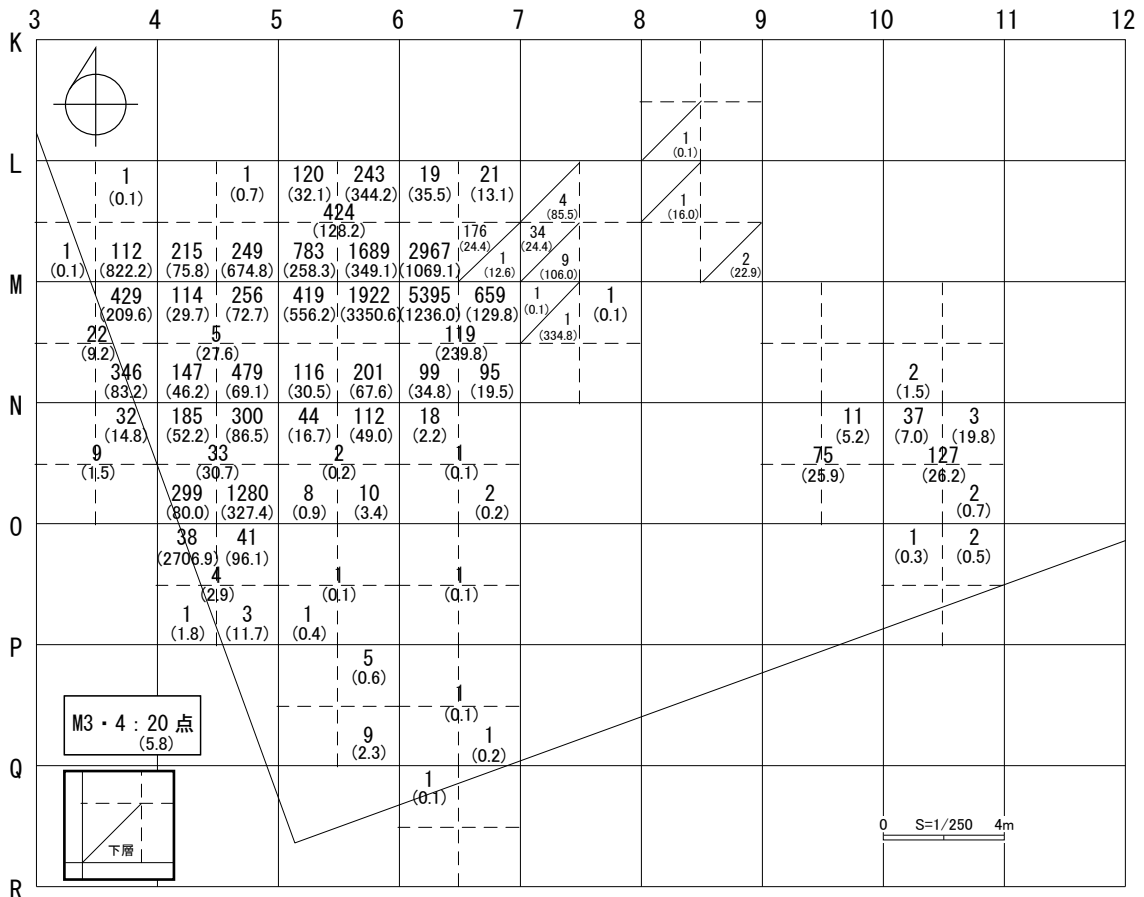 3 4 5 6 7 8 9 10 11 12
K
1
(0.1)
L
1 1 120 243 19 21
(0.1) (0.7) (32.1) (344.2) (35.5) (13.1)
4
(85.5)
1
(16.0)
424
(128.2)
176 34
(24.4) (24.4)
1 112 215 249 783 1689 2967
(0.1) (822.2) (75.8) (674.8) (258.3) (349.1) (1069.1)
1 9 2
(12.6) (106.0) (22.9)
M
429 114 256 419 1922 5395 659 1 1
(209.6) (29.7) (72.7) (556.2) (3350.6) (1236.0) (129.8) (0.1) (0.1)
1
(334.8)
22 5 119
(9.2) (27.6) (239.8)
346 147 479 116 201 99 95 2
(83.2) (46.2) (69.1) (30.5) (67.6) (34.8) (19.5) (1.5)
N
32 185 300 44 112 18 11 37 3
(14.8) (52.2) (86.5) (16.7) (49.0) (2.2) (5.2) (7.0) (19.8)
9 33 2 1 75 127
(1.5) (30.7) (0.2) (0.1) (25.9) (26.2)
299 1280 8 10 2 2
(80.0) (327.4) (0.9) (3.4) (0.2) (0.7)
O
38 41 1 2
(2706.9) (96.1) (0.3) (0.5)
4 1 1
(2.9) (0.1) (0.1)
1 3 1
(1.8) (11.7) (0.4)
P
5
(0.6)
1
(0.1)
M3・4：20 点
(5.8)
9 1
(2.3) (0.2)
Q
1
(0.1)
下層
0 S=1/250 4m
R